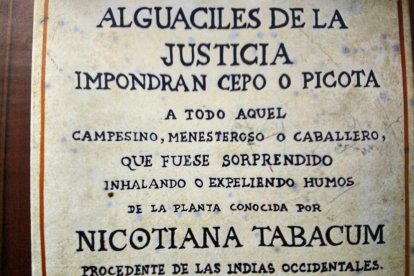 ALGUACILES DE LA
JUSTICIA
IMPONDRAN CEPO O PICOTA
A TODO AQUEL
CAMPESINO, MENESTEROSO O CABALLERO,
QUE FUESE SORPRENDIDO
INHALANDO O EXPELIENDO HUMOS
DE LA PLANTA CONOCIDA POR
NICOTIANA TABACUM
PROCEDENTE DE LAS INDIAS OCCIDENTALES.